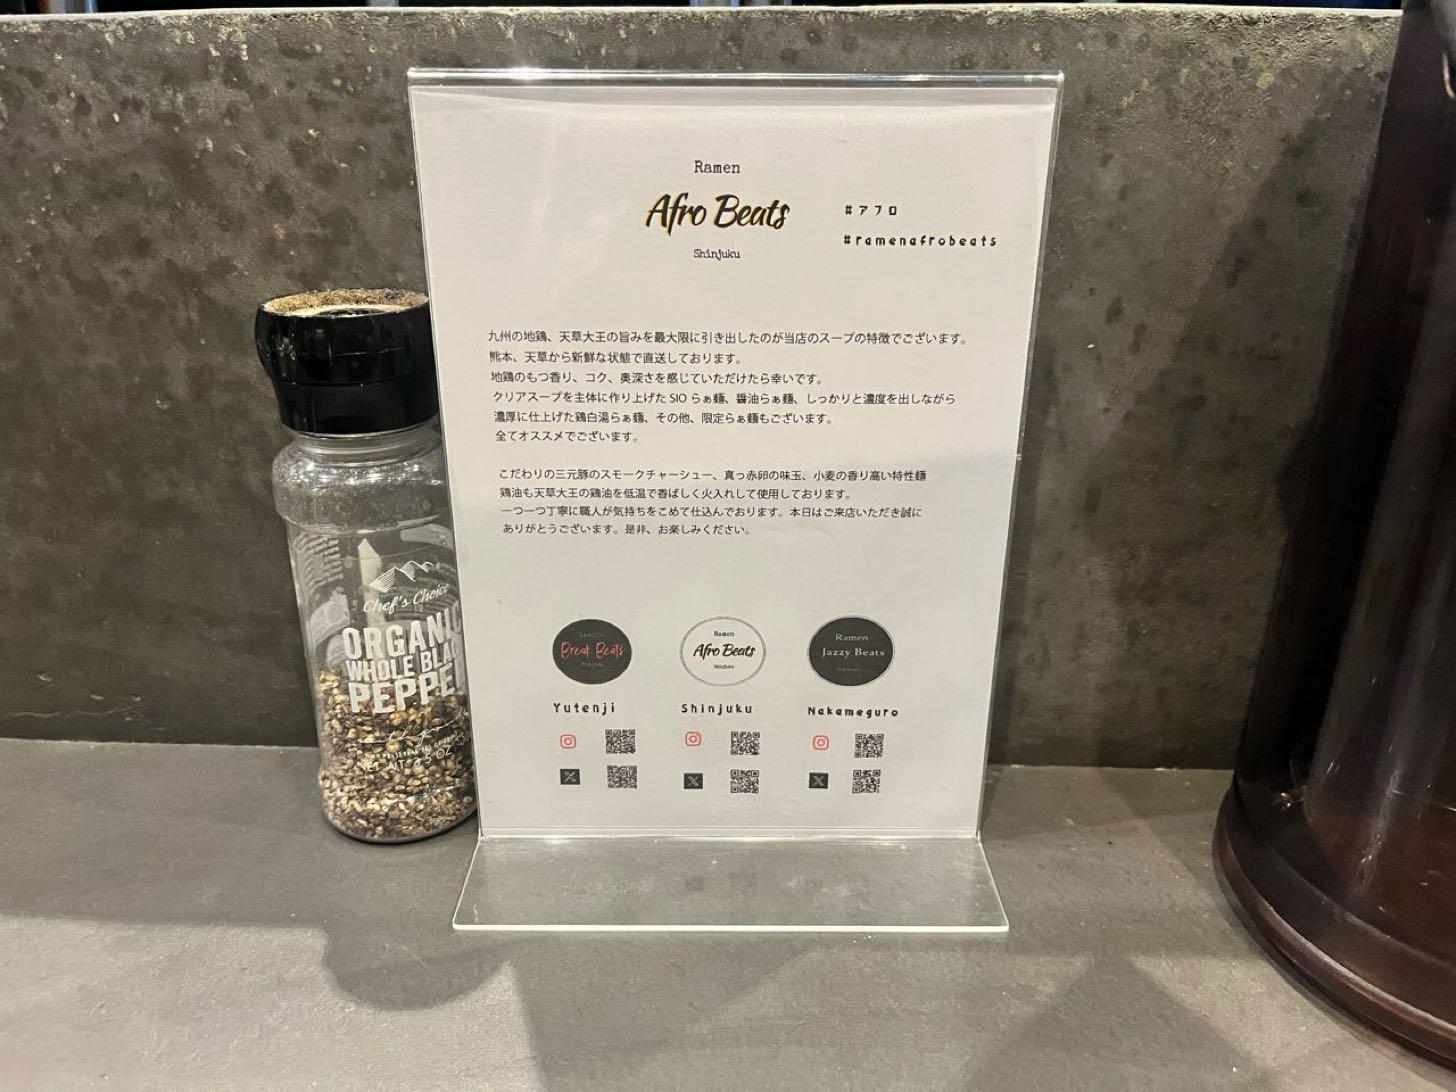 Ramen
Afro Beats
Shinjuku
#アフロ
#ramenafrobeats
九州の地鶏、天草大王の旨みを最大限に引き出したのが当店のスープの特徴でございます。
熊本、天草から新鮮な状態で直送しております。
地鶏のもつ香り、コク、奥深さを感じていただけたら幸いです。
クリアスープを主体に作り上げた SIO らぁ麺、醤油らぁ麺、しっかりと濃度を出しながら
濃厚に仕上げた鶏白湯らぁ麺、その他、限定らぁ麺もございます。
全てオススメでございます。
こだわりの三元豚のスモークチャーシュー、真っ赤卵の味玉、小麦の香り高い特性麺
鶏油も天草大王の鶏油を低温で香ばしく火入れして使用しております。
一つ一つ丁寧に職人が気持ちをこめて仕込んでおります。本日はご来店いただき誠に
ありがとうございます。是非、お楽しみください。
RAMEN
Break Beats
Ramen
Afro Beats
Shinjuku
Ramen
Jazzy Beats
Yutenji
Shinjuku
Nakameguro
Chef's Choice
ORGANIC
WHOLE BLAC
PEPPE